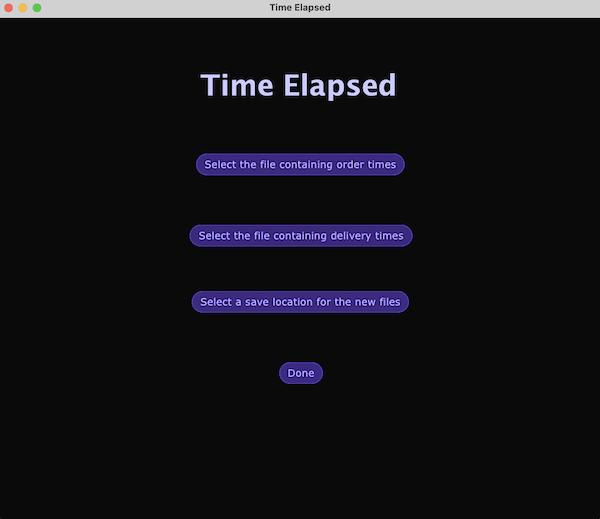 Time Elapsed
Time Elapsed
Select the file containing order times
Select the file containing delivery times
Select a save location for the new files
Done